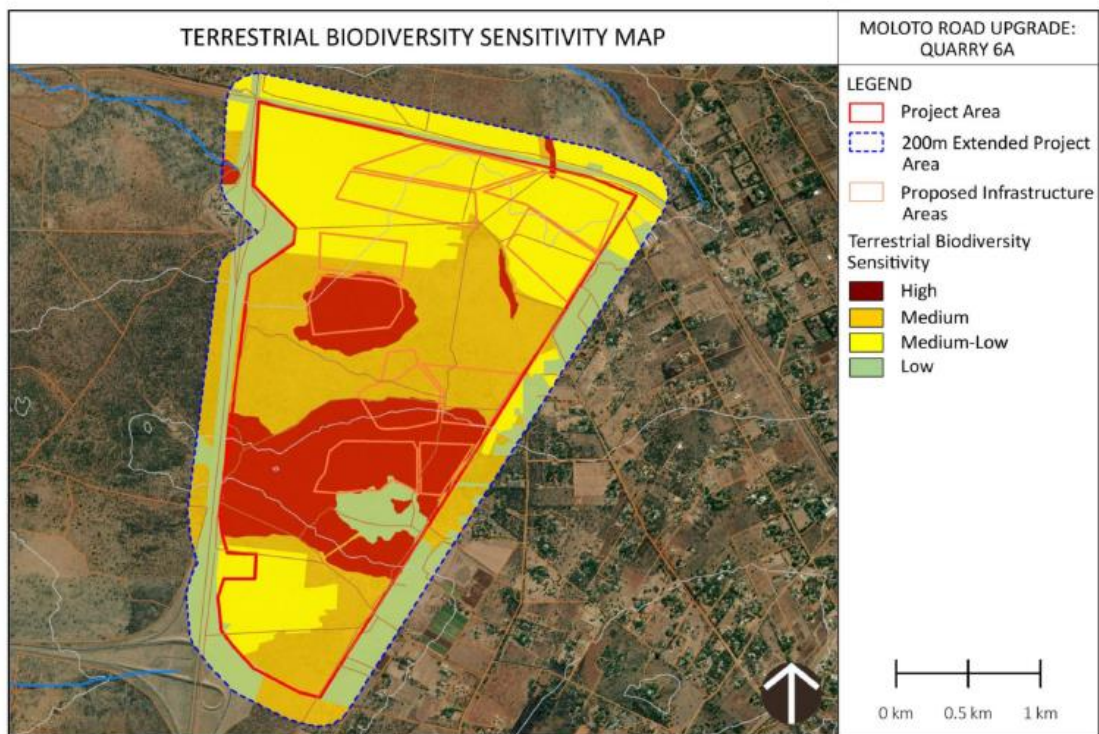 TERRESTRIAL BIODIVERSITY SENSITIVITY MAP
MOLOTO ROAD UPGRADE:
QUARRY 6A
LEGEND
Project Area
200m Extended Project
Area
Proposed Infrastructure
Areas
Terrestrial Biodiversity
Sensitivity
High
Medium
Medium-Low
Low
0 km 0.5 km 1 km